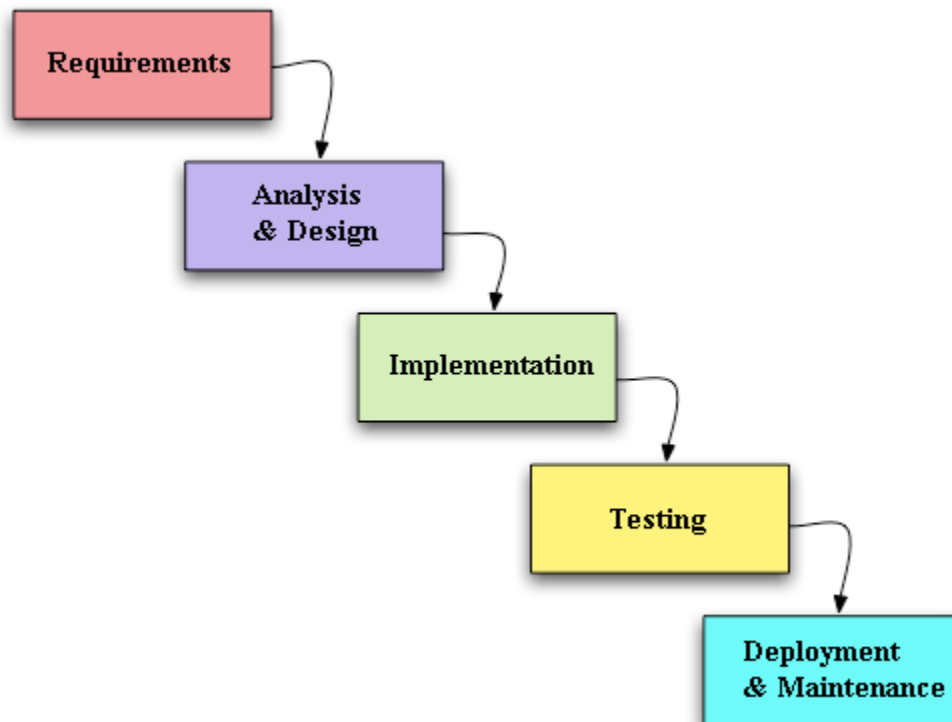 Requirements
Analysis
& Design
Implementation
Testing
Deployment
& Maintenance